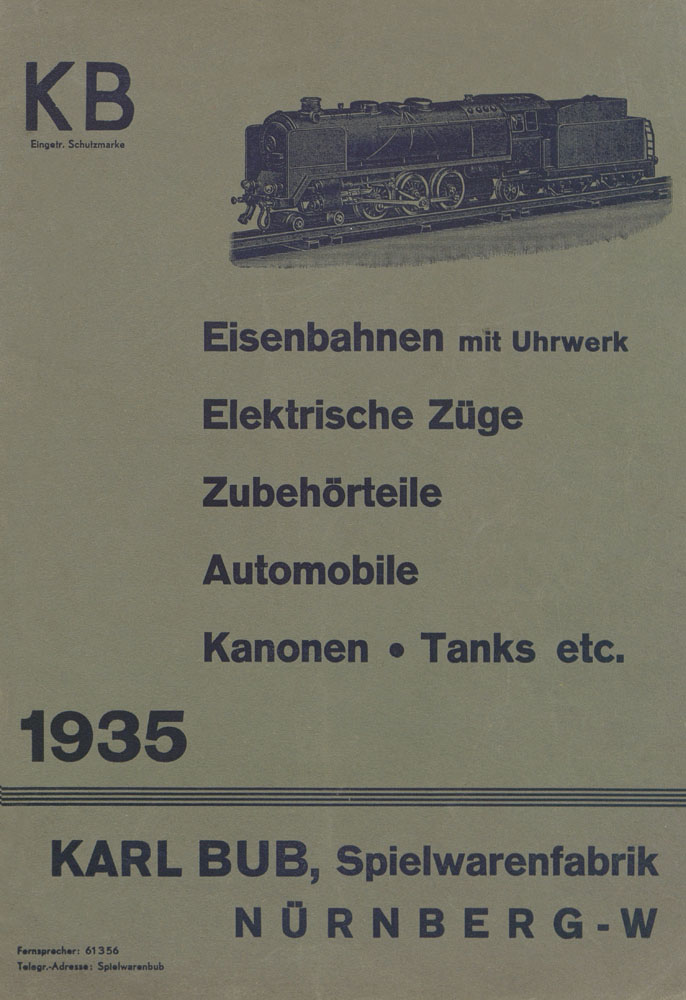 KB
Eingetr. Schutzmarke
Eisenbahnen mit Uhrwerk
Elektrische Züge
Zubehörteile
Automobile
Kanonen • Tanks etc.
1935
KARL BUB, Spielwarenfabrik
NÜRNBERG-W
Fernsprecher: 61356
Telegr.-Adresse: Spielwarenbub